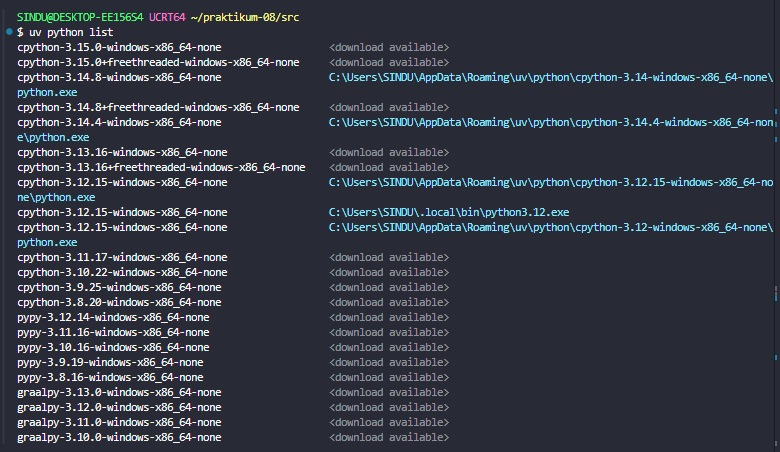 SINDU@DESKTOP-EE156S4 UCRT64 ~/praktikum-08/src
$ uv python list
cpython-3.15.0-windows-x86_64-none <download available>
cpython-3.15.0+freethreaded-windows-x86_64-none <download available>
cpython-3.14.8-windows-x86_64-none C:\Users\SINDU\AppData\Roaming\uv\python\cpython-3.14-windows-x86_64-none\
python.exe
cpython-3.14.8+freethreaded-windows-x86_64-none <download available>
cpython-3.14.4-windows-x86_64-none C:\Users\SINDU\AppData\Roaming\uv\python\cpython-3.14.4-windows-x86_64-non
e\python.exe
cpython-3.13.16-windows-x86_64-none <download available>
cpython-3.13.16+freethreaded-windows-x86_64-none <download available>
cpython-3.12.15-windows-x86_64-none C:\Users\SINDU\AppData\Roaming\uv\python\cpython-3.12.15-windows-x86_64-no
ne\python.exe
cpython-3.12.15-windows-x86_64-none C:\Users\SINDU\.local\bin\python3.12.exe
cpython-3.12.15-windows-x86_64-none C:\Users\SINDU\AppData\Roaming\uv\python\cpython-3.12-windows-x86_64-none\
python.exe
cpython-3.11.17-windows-x86_64-none <download available>
cpython-3.10.22-windows-x86_64-none <download available>
cpython-3.9.25-windows-x86_64-none <download available>
cpython-3.8.20-windows-x86_64-none <download available>
pypy-3.12.14-windows-x86_64-none <download available>
pypy-3.11.16-windows-x86_64-none <download available>
pypy-3.10.16-windows-x86_64-none <download available>
pypy-3.9.19-windows-x86_64-none <download available>
pypy-3.8.16-windows-x86_64-none <download available>
graalpy-3.13.0-windows-x86_64-none <download available>
graalpy-3.12.0-windows-x86_64-none <download available>
graalpy-3.11.0-windows-x86_64-none <download available>
graalpy-3.10.0-windows-x86_64-none <download available>